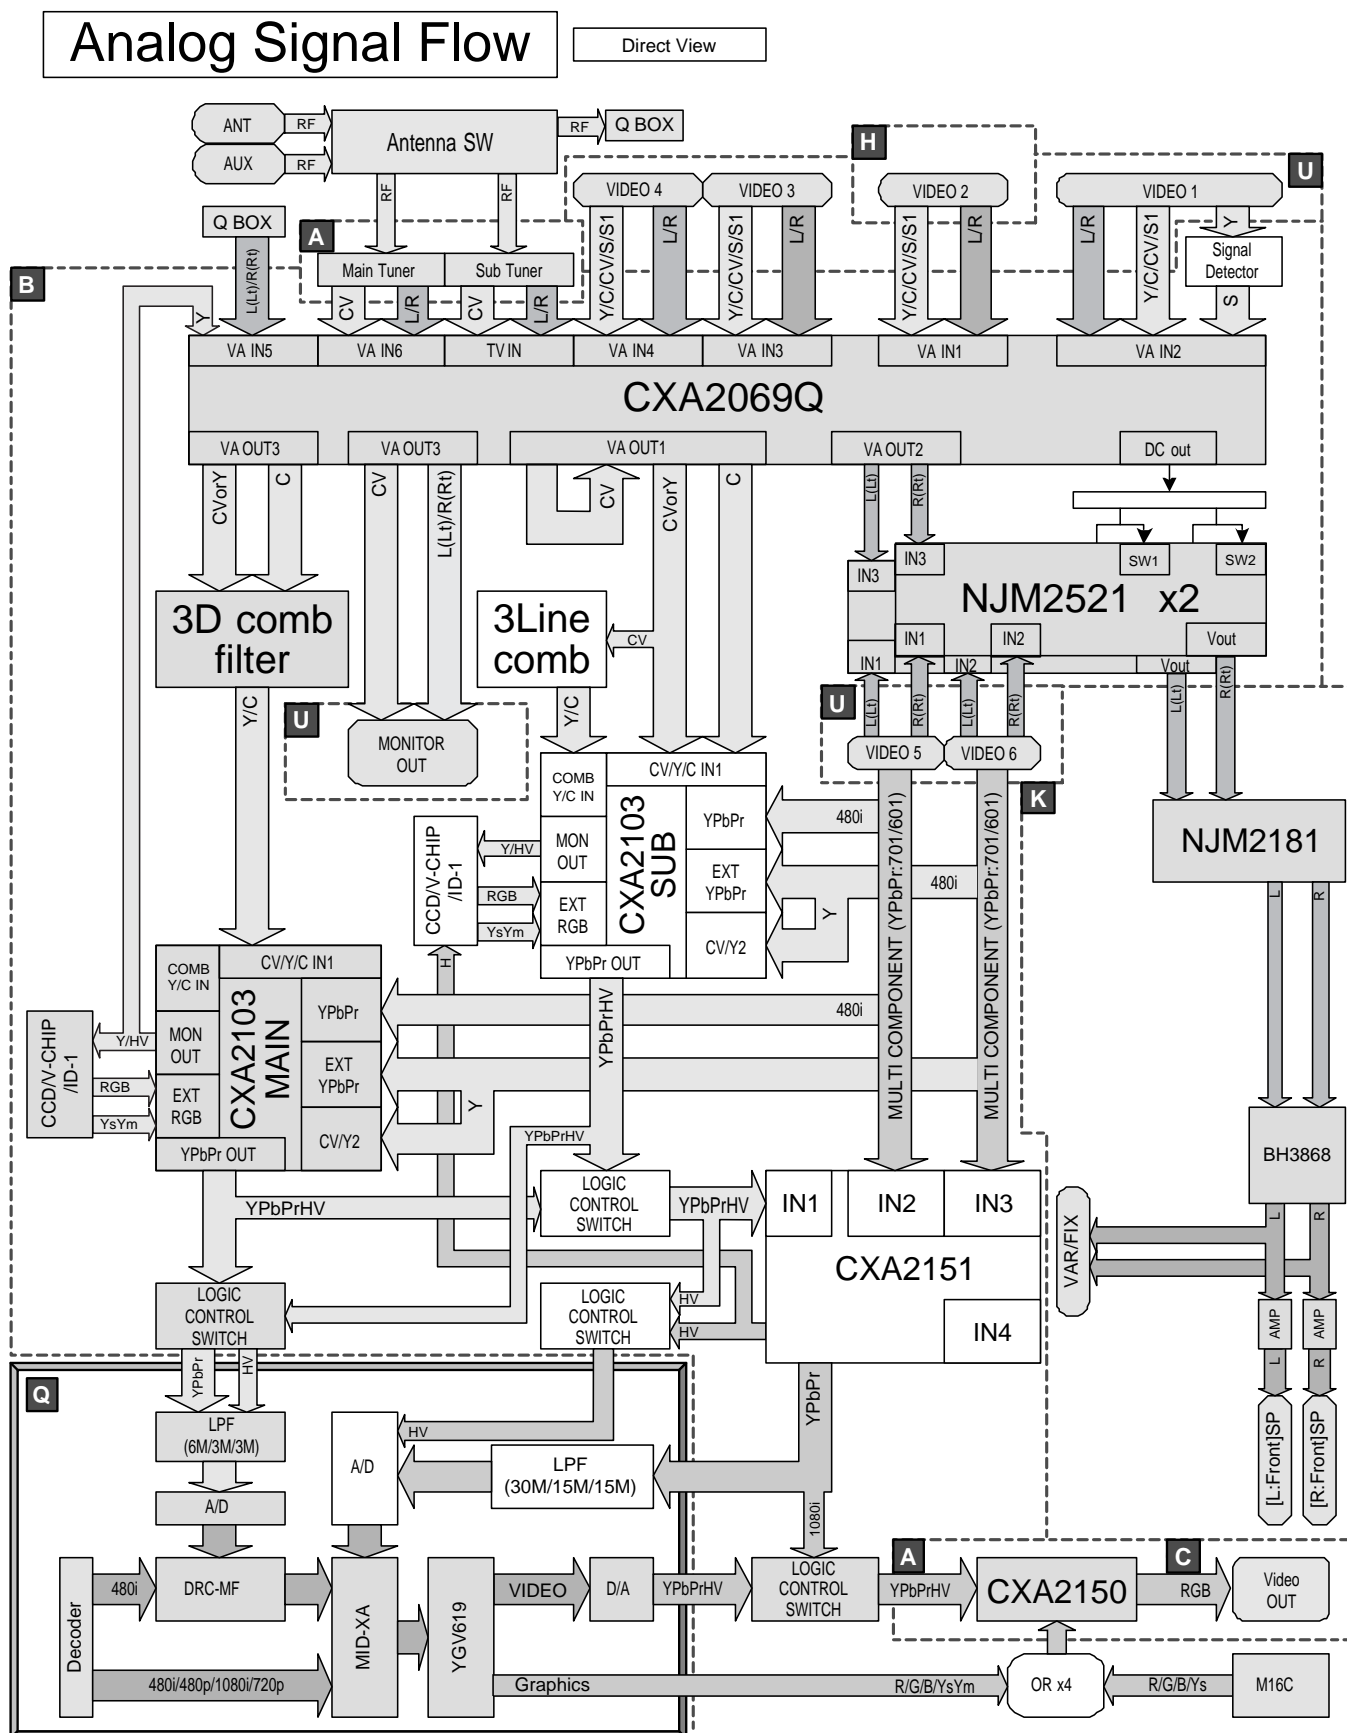 Analog Signal Flow
Direct View
ANT
RF
Antenna SW
RF
Q BOX
AUX
RF
RF
RF
H
U
VIDEO 4
VIDEO 3
VIDEO 2
VIDEO 1
Q BOX
A
Y
Signal
Detector
B
Main Tuner
Sub Tuner
L(Lt)/R(Rt)
Y
CV
L/R
CV
L/R
Y/C/CV/S/S1
L/R
Y/C/CV/S/S1
L/R
Y/C/CV/S/S1
L/R
L/R
Y/C/CV/S1
S
VA IN5
VA IN6
TV IN
VA IN4
VA IN3
VA IN1
VA IN2
CXA2069Q
VA OUT3
VA OUT3
VA OUT1
VA OUT2
DC out
CVorY
C
CV
L(Lt)/R(Rt)
CV
CVorY
C
L(Lt)
R(Rt)
IN3
IN3
SW1
SW2
NJM2521 x2
3D comb
filter
3Line
comb
CV
IN1
IN2
Vout
IN1
IN2
Vout
Y/C
Y/C
U
MONITOR
OUT
U
L(Lt)
R(Rt)
L(Lt)
R(Rt)
L(Lt)
R(Rt)
VIDEO 5
VIDEO 6
K
COMB
Y/C IN
CV/Y/C IN1
MON
OUT
EXT
RGB
CXA2103
SUB
YPbPr
EXT
YPbPr
CV/Y2
YPbPr OUT
480i
480i
Y
CCD/V-CHIP
/ID-1
Y/HV
RGB
YsYm
H
MULTI COMPONENT (YPbPr:701/601)
MULTI COMPONENT (YPbPr:701/601)
NJM2181
L
R
COMB
Y/C IN
CV/Y/C IN1
MON
OUT
EXT
RGB
CXA2103
MAIN
YPbPr
EXT
YPbPr
CV/Y2
YPbPr OUT
480i
Y
CCD/V-CHIP
/ID-1
Y/HV
RGB
YsYm
YPbPrHV
YPbPrHV
BH3868
LOGIC
CONTROL
SWITCH
YPbPrHV
YPbPrHV
IN1
IN2
IN3
CXA2151
IN4
L
R
VAR/FIX
LOGIC
CONTROL
SWITCH
LOGIC
CONTROL
SWITCH
HV
HV
AMP
AMP
L
R
[L:Front]SP
[R:Front]SP
YPbPr
HV
YPbPr
Q
LPF
(6M/3M/3M)
A/D
HV
A/D
LPF
(30M/15M/15M)
1080i
Decoder
480i
DRC-MF
MID-XA
YGV619
VIDEO
D/A
YPbPrHV
LOGIC
CONTROL
SWITCH
A
YPbPrHV
CXA2150
C
RGB
Video
OUT
480i/480p/1080i/720p
Graphics
R/G/B/YsYm
OR x4
R/G/B/Ys
M16C